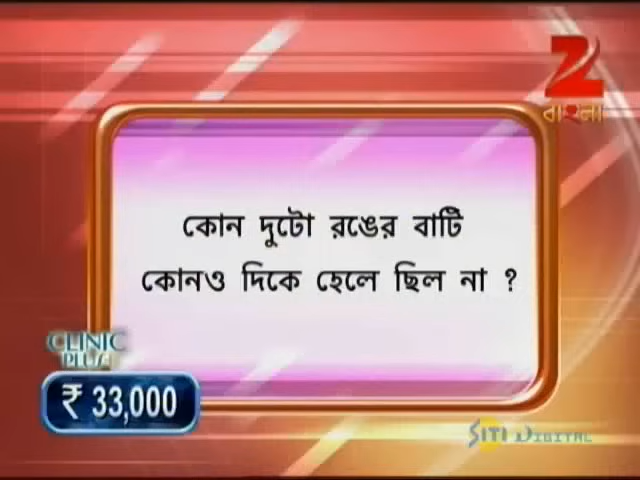 Z
বাংলা
কোন দুটো রঙের বাটি
কোনও দিকে হেলে ছিল না ?
CLINIC
PLUS
₹ 33,000
SITI DIGITAL